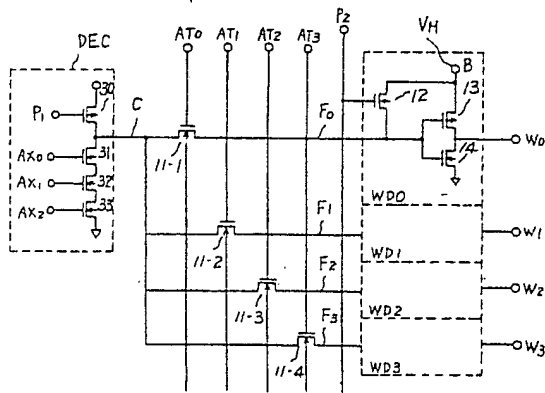 DEC
AT0 AT1 AT2 AT3 P2
VH
B
30
P1
C
F0
12
13
W0
AX0
31
11-1
14
AX1
32
AX2
33
WD0
F1
W1
11-2
WD1
F2
W2
11-3
WD2
F3
W3
11-4
WD3